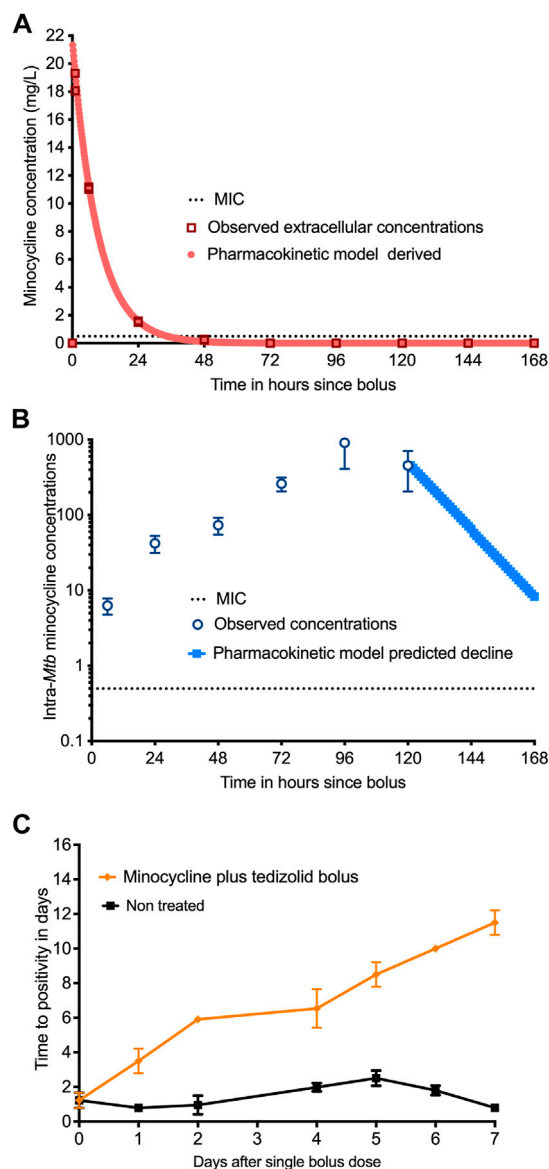 A
Minocycline concentration (mg/L)
22
20
18
16
14
12
10
8
6
4
2
0
MIC
Observed extracellular concentrations
Pharmacokinetic model derived
0 24 48 72 96 120 144 168
Time in hours since bolus
B
Intra-Mtb minocycline concentrations
1000
100
10
1
0.1
MIC
Observed concentrations
Pharmacokinetic model predicted decline
0 24 48 72 96 120 144 168
Time in hours since bolus
C
Time to positivity in days
16
14
12
10
8
6
4
2
0
Minocycline plus tedizolid bolus
Non treated
0 1 2 3 4 5 6 7
Days after single bolus dose